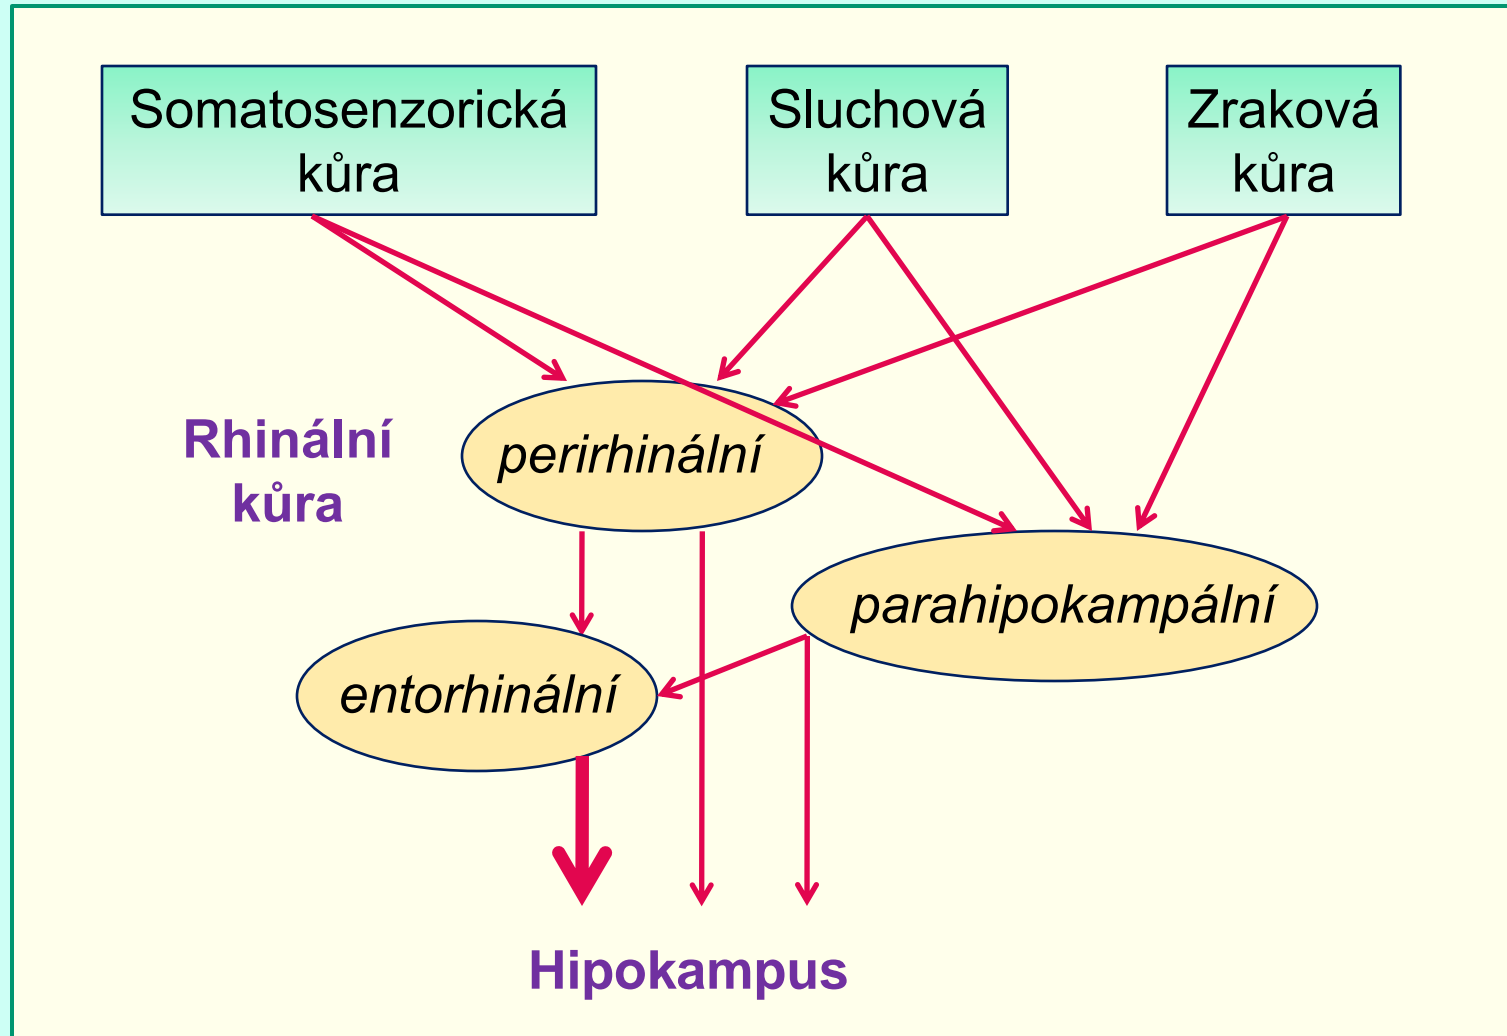 Somatosenzorická
kůra
Sluchová
kůra
Zraková
kůra
Rhinální
kůra
perirhinální
parahipokampální
entorhinální
Hipokampus